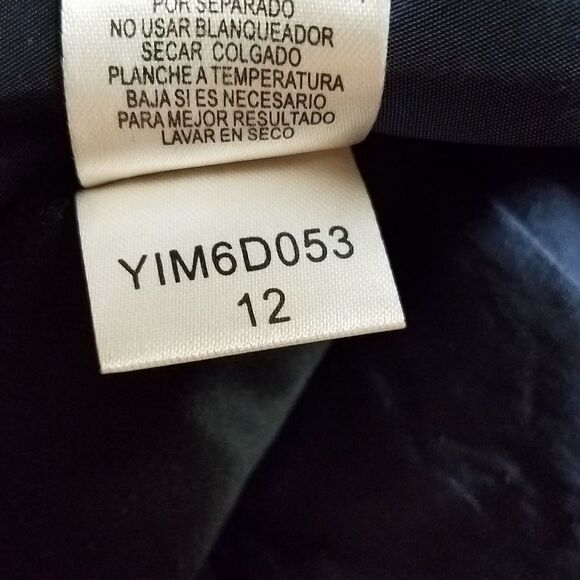 POR SEPARADO
NO USAR BLANQUEADOR
SECAR COLGADO
PLANCHE A TEMPERATURA
BAJA SI ES NECESARIO
PARA MEJOR RESULTADO
LAVAR EN SECO
YIM6D053
12